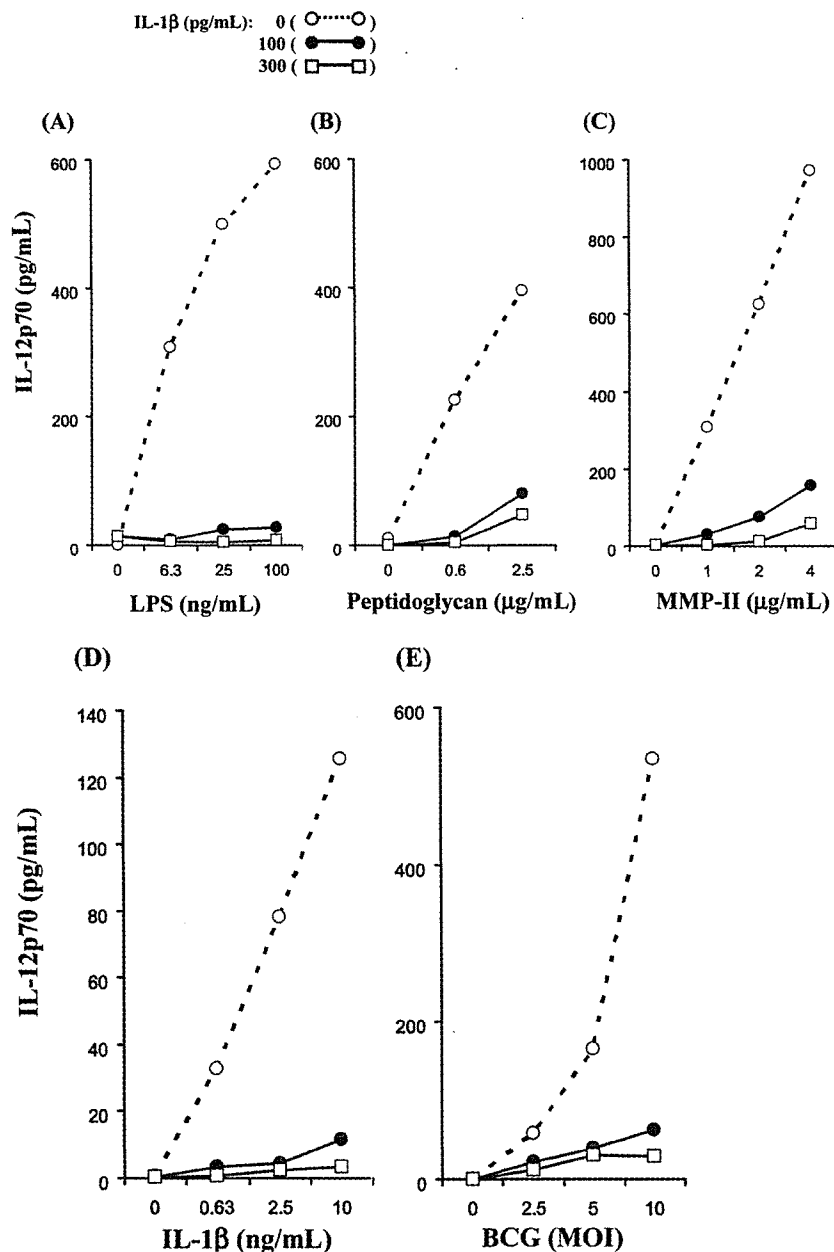 IL-1β (pg/mL): 0 ( )
100 ( )
300 ( )
(A)
IL-12p70 (pg/mL)
600
400
200
0
0 6.3 25 100
LPS (ng/mL)
(B)
600
400
200
0
0 0.6 2.5
Peptidoglycan (μg/mL)
(C)
1000
800
600
400
200
0
0 1 2 4
MMP-II (μg/mL)
(D)
IL-12p70 (pg/mL)
140
120
100
80
60
40
20
0
0 0.63 2.5 10
IL-1β (ng/mL)
(E)
600
400
200
0
0 2.5 5 10
BCG (MOI)